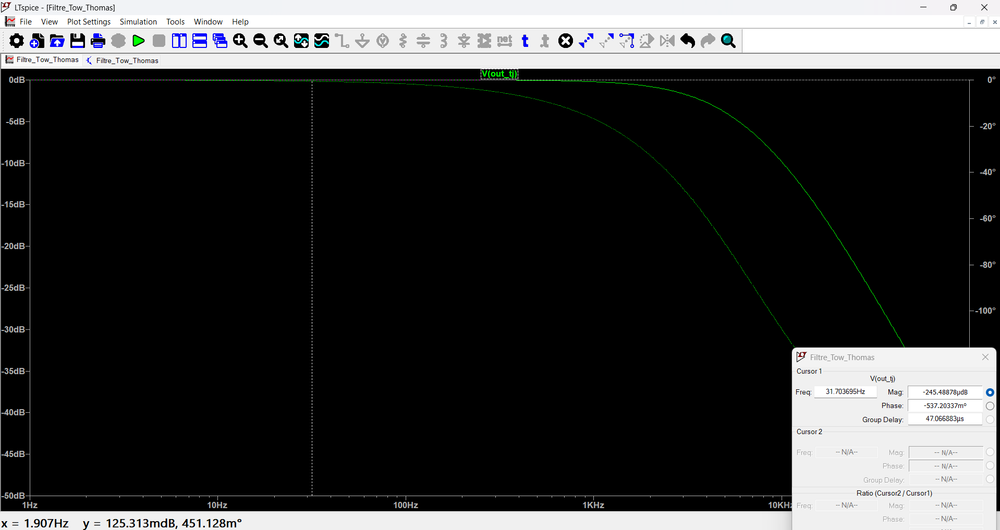 LTspice - [Filtre_Tow_Thomas]
File View Plot Settings Simulation Tools Window Help
net t t
Filtre_Tow_Thomas Filtre_Tow_Thomas
V(out_tj)
0dB 0°
-5dB -20°
-10dB -40°
-15dB -60°
-20dB -80°
-25dB -100°
-30dB
-35dB
-40dB
-45dB
-50dB
1Hz 10Hz 100Hz 1KHz 10KHz
Filtre_Tow_Thomas
Cursor 1
V(out_tj)
Freq: 31.703695Hz Mag: -245.48878µdB
Phase: -537.20337m°
Group Delay: 47.066883µs
Cursor 2
Freq: -- N/A-- Mag: -- N/A--
Phase: -- N/A--
Group Delay: -- N/A--
Ratio (Cursor2 / Cursor1)
Freq: -- N/A-- Mag: -- N/A--
Phase: -- N/A--
x = 1.907Hz y = 125.313mdB, 451.128m°